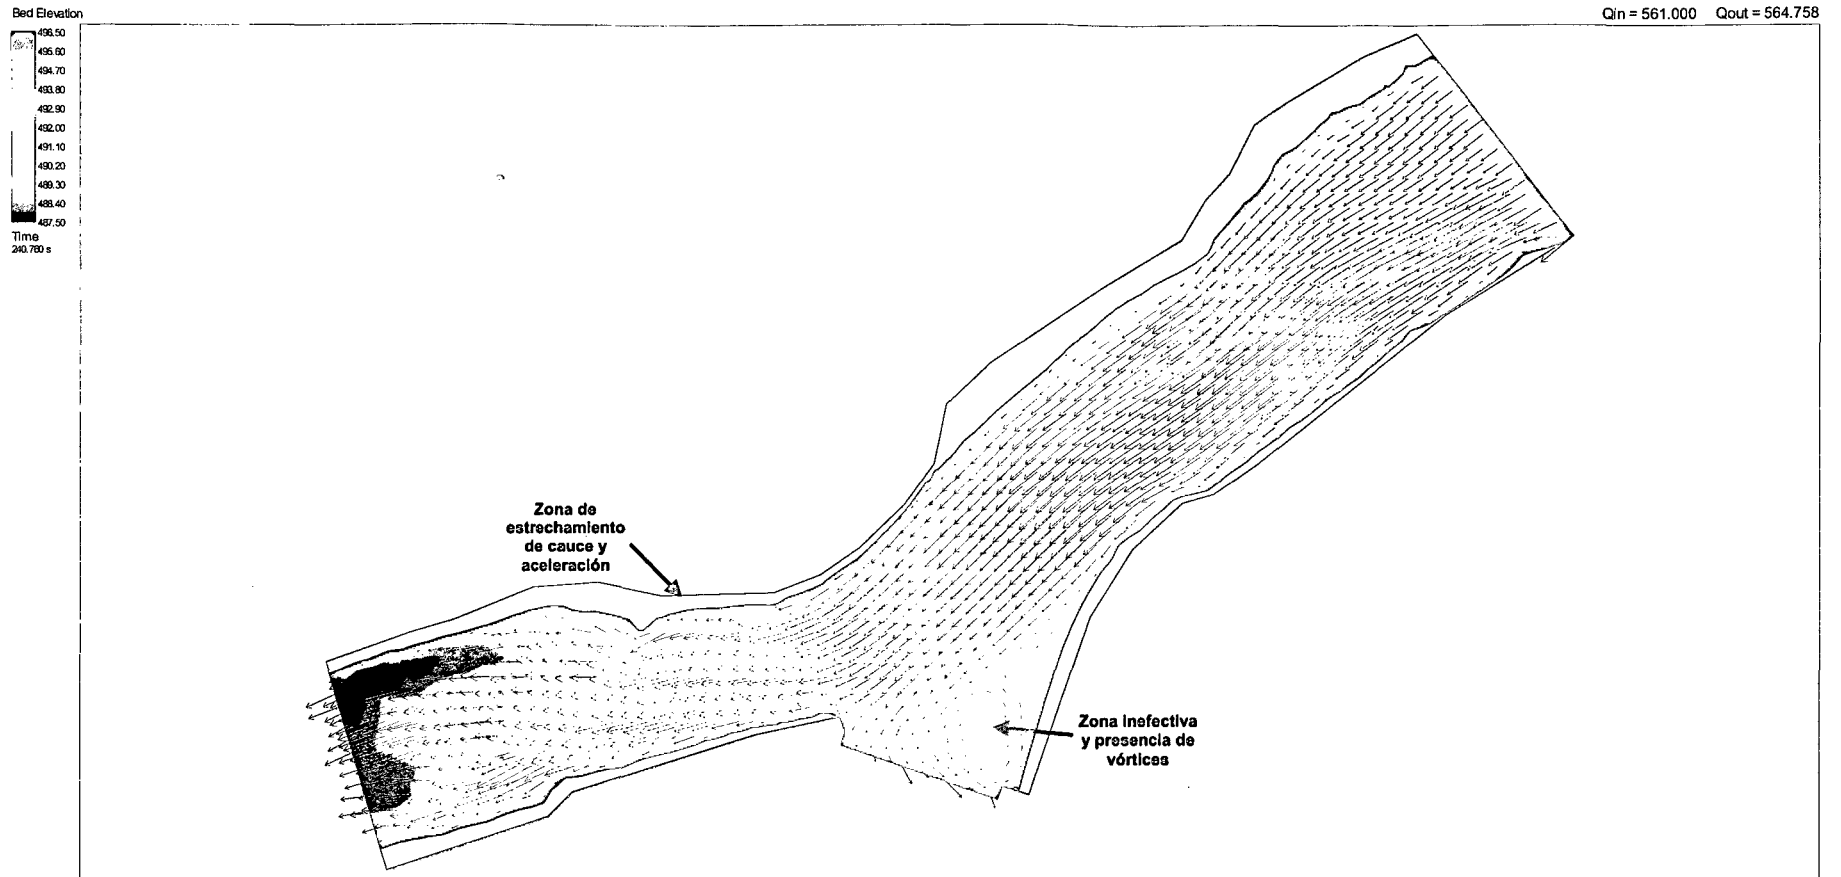 Bed Elevation
Qin = 561.000 Qout = 564.758
496.50
495.60
494.70
493.80
492.90
492.00
491.10
490.20
489.30
488.40
487.50
Time
240.780 s
Zona de
estrechamiento
de cauce y
aceleración
Zona inefectiva
y presencia de
vórtices